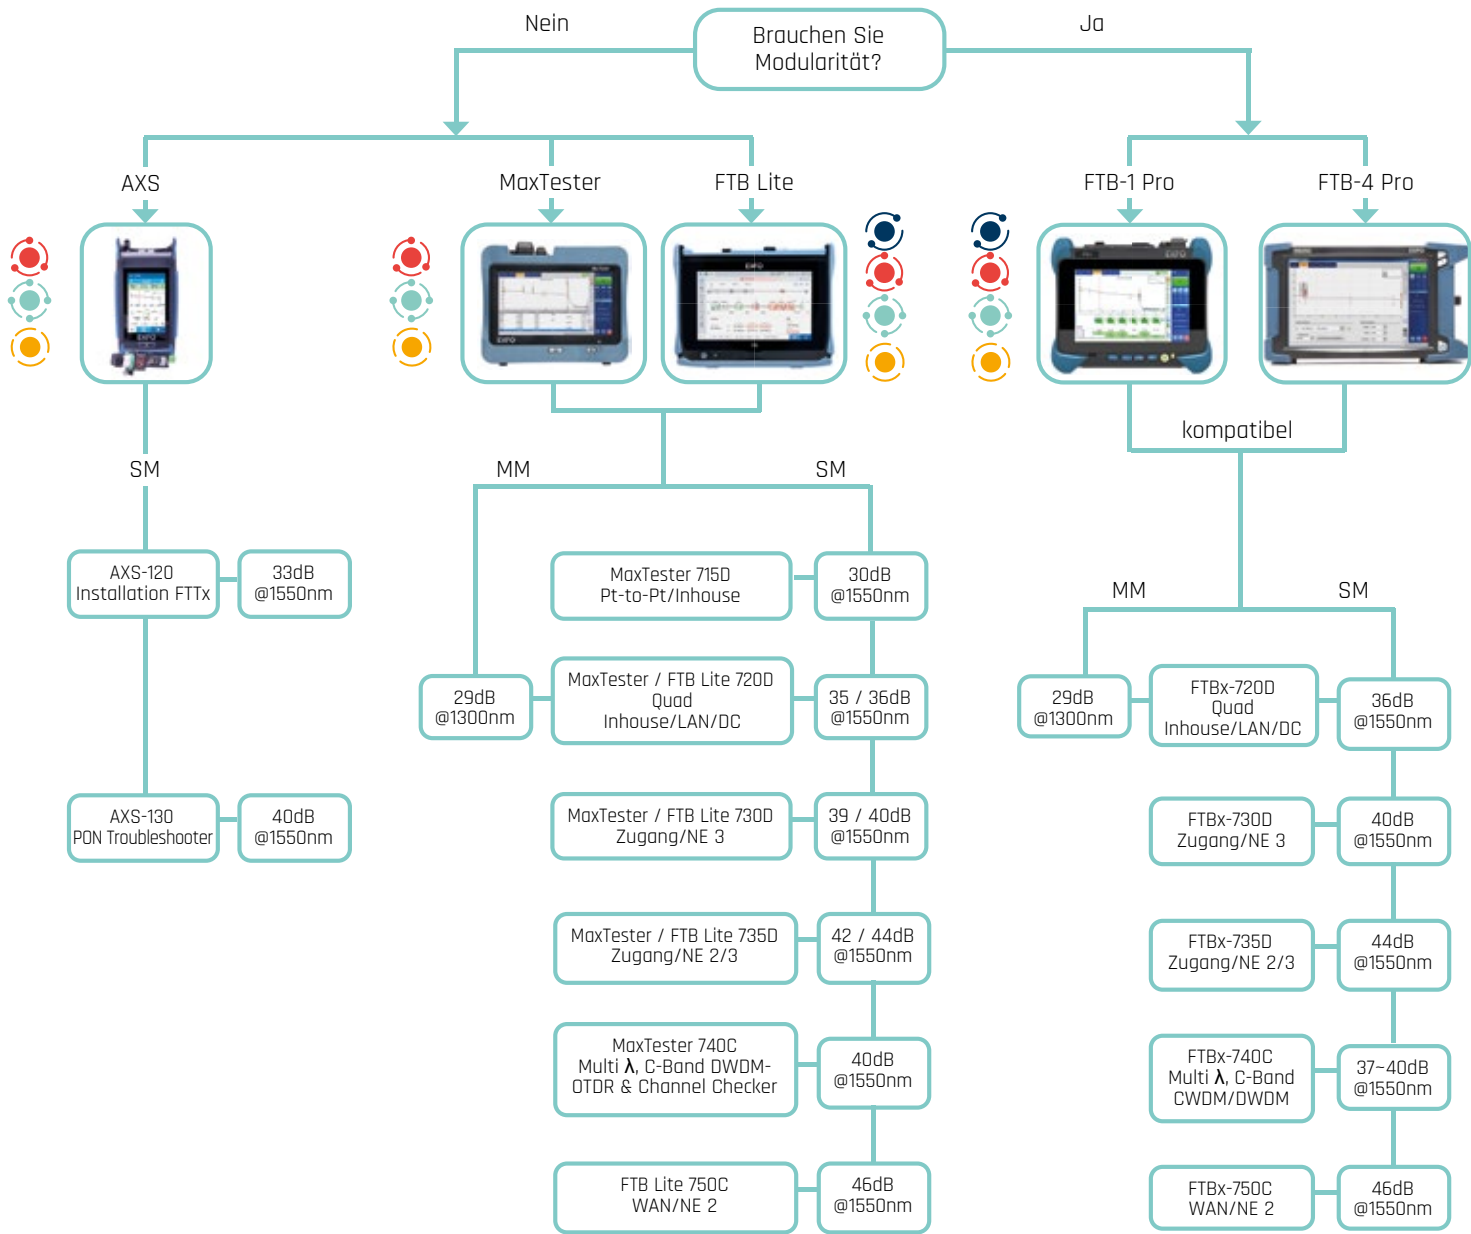 Nein
Brauchen Sie
Modularität?
Ja
AXS
MaxTester
FTB Lite
FTB-1 Pro
FTB-4 Pro
EXFO
EXFO
EXFO
EXFO
kompatibel
SM
MM
SM
MM
SM
AXS-120
Installation FTTx
33dB
@1550nm
AXS-130
PON Troubleshooter
40dB
@1550nm
MaxTester 715D
Pt-to-Pt/Inhouse
30dB
@1550nm
29dB
@1300nm
MaxTester / FTB Lite 720D
Quad
Inhouse/LAN/DC
35 / 36dB
@1550nm
MaxTester / FTB Lite 730D
Zugang/NE 3
39 / 40dB
@1550nm
MaxTester / FTB Lite 735D
Zugang/NE 2/3
42 / 44dB
@1550nm
MaxTester 740C
Multi λ, C-Band DWDM-
OTDR & Channel Checker
40dB
@1550nm
FTB Lite 750C
WAN/NE 2
46dB
@1550nm
29dB
@1300nm
FTBx-720D
Quad
Inhouse/LAN/DC
36dB
@1550nm
FTBx-730D
Zugang/NE 3
40dB
@1550nm
FTBx-735D
Zugang/NE 2/3
44dB
@1550nm
FTBx-740C
Multi λ, C-Band
CWDM/DWDM
37~40dB
@1550nm
FTBx-750C
WAN/NE 2
46dB
@1550nm